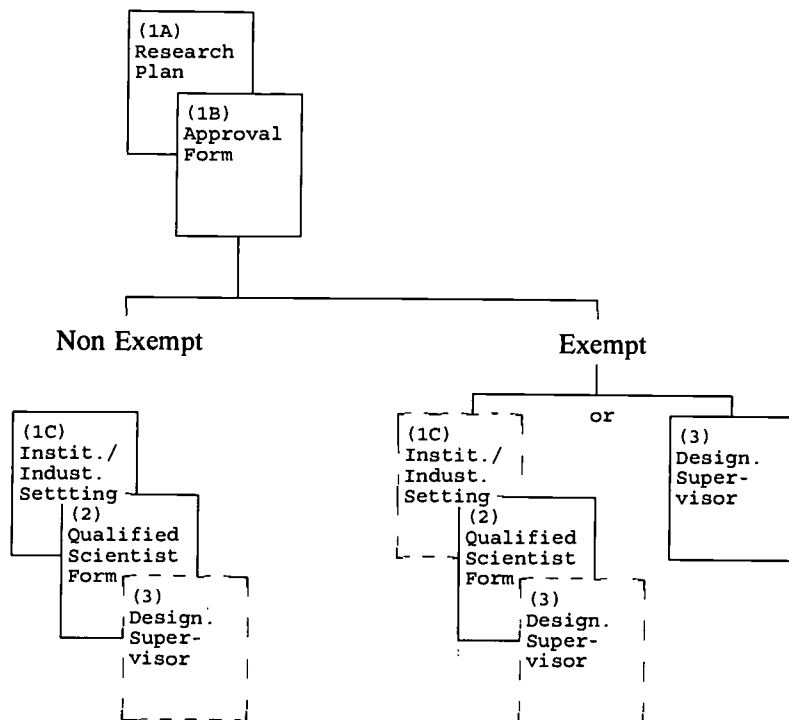 (1A)
Research
Plan
(1B)
Approval
Form
Non Exempt
Exempt
or
(1C)
Instit./
Indust.
Settting
(2)
Qualified
Scientist
Form
(3)
Design.
Super-
visor
(1C)
Instit./
Indust.
Setting
(2)
Qualified
Scientist
Form
(3)
Design.
Super-
visor
(3)
Design.
Super-
visor